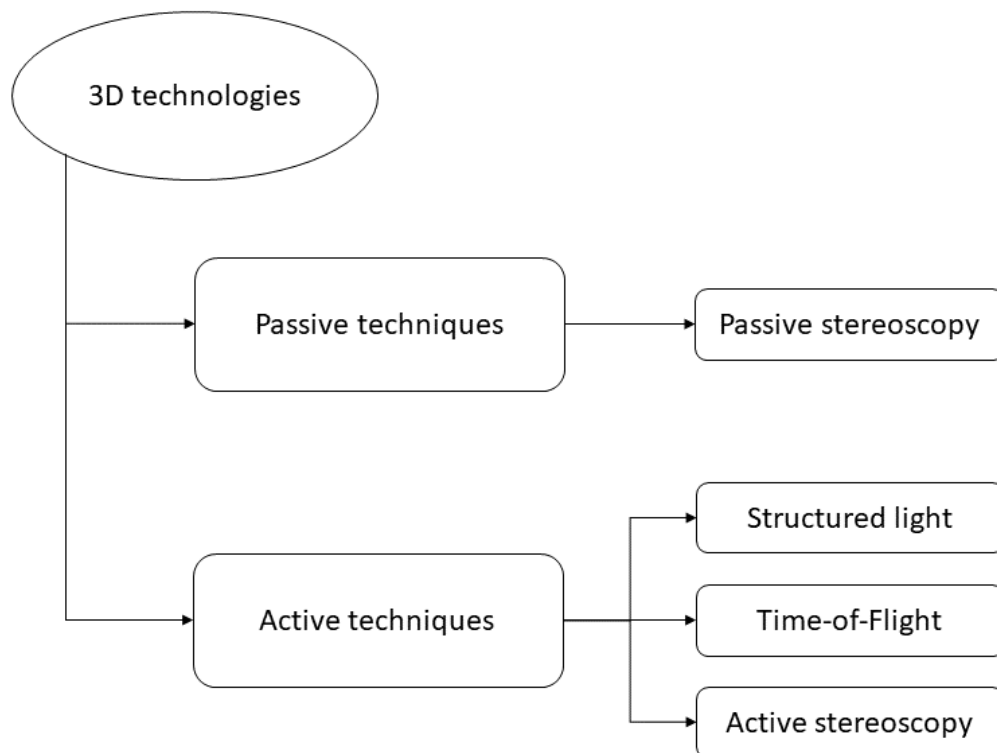 3D technologies
Passive techniques
Passive stereoscopy
Structured light
Active techniques
Time-of-Flight
Active stereoscopy